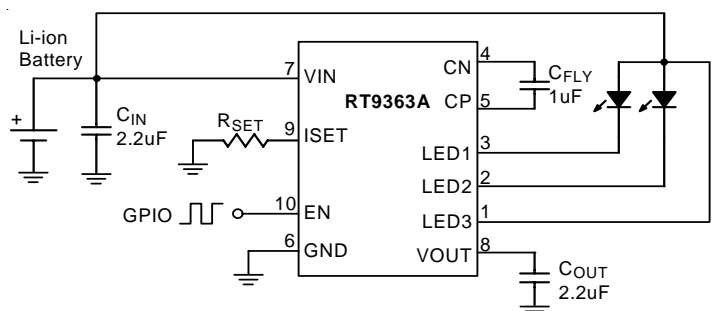 Li-ion
Battery
+
CIN
2.2uF
RSET
GPIO
7
VIN
9
ISET
10
EN
6
GND
RT9363A
CN
4
CP
5
CFLY
1uF
LED1
3
LED2
2
LED3
1
VOUT
8
COUT
2.2uF